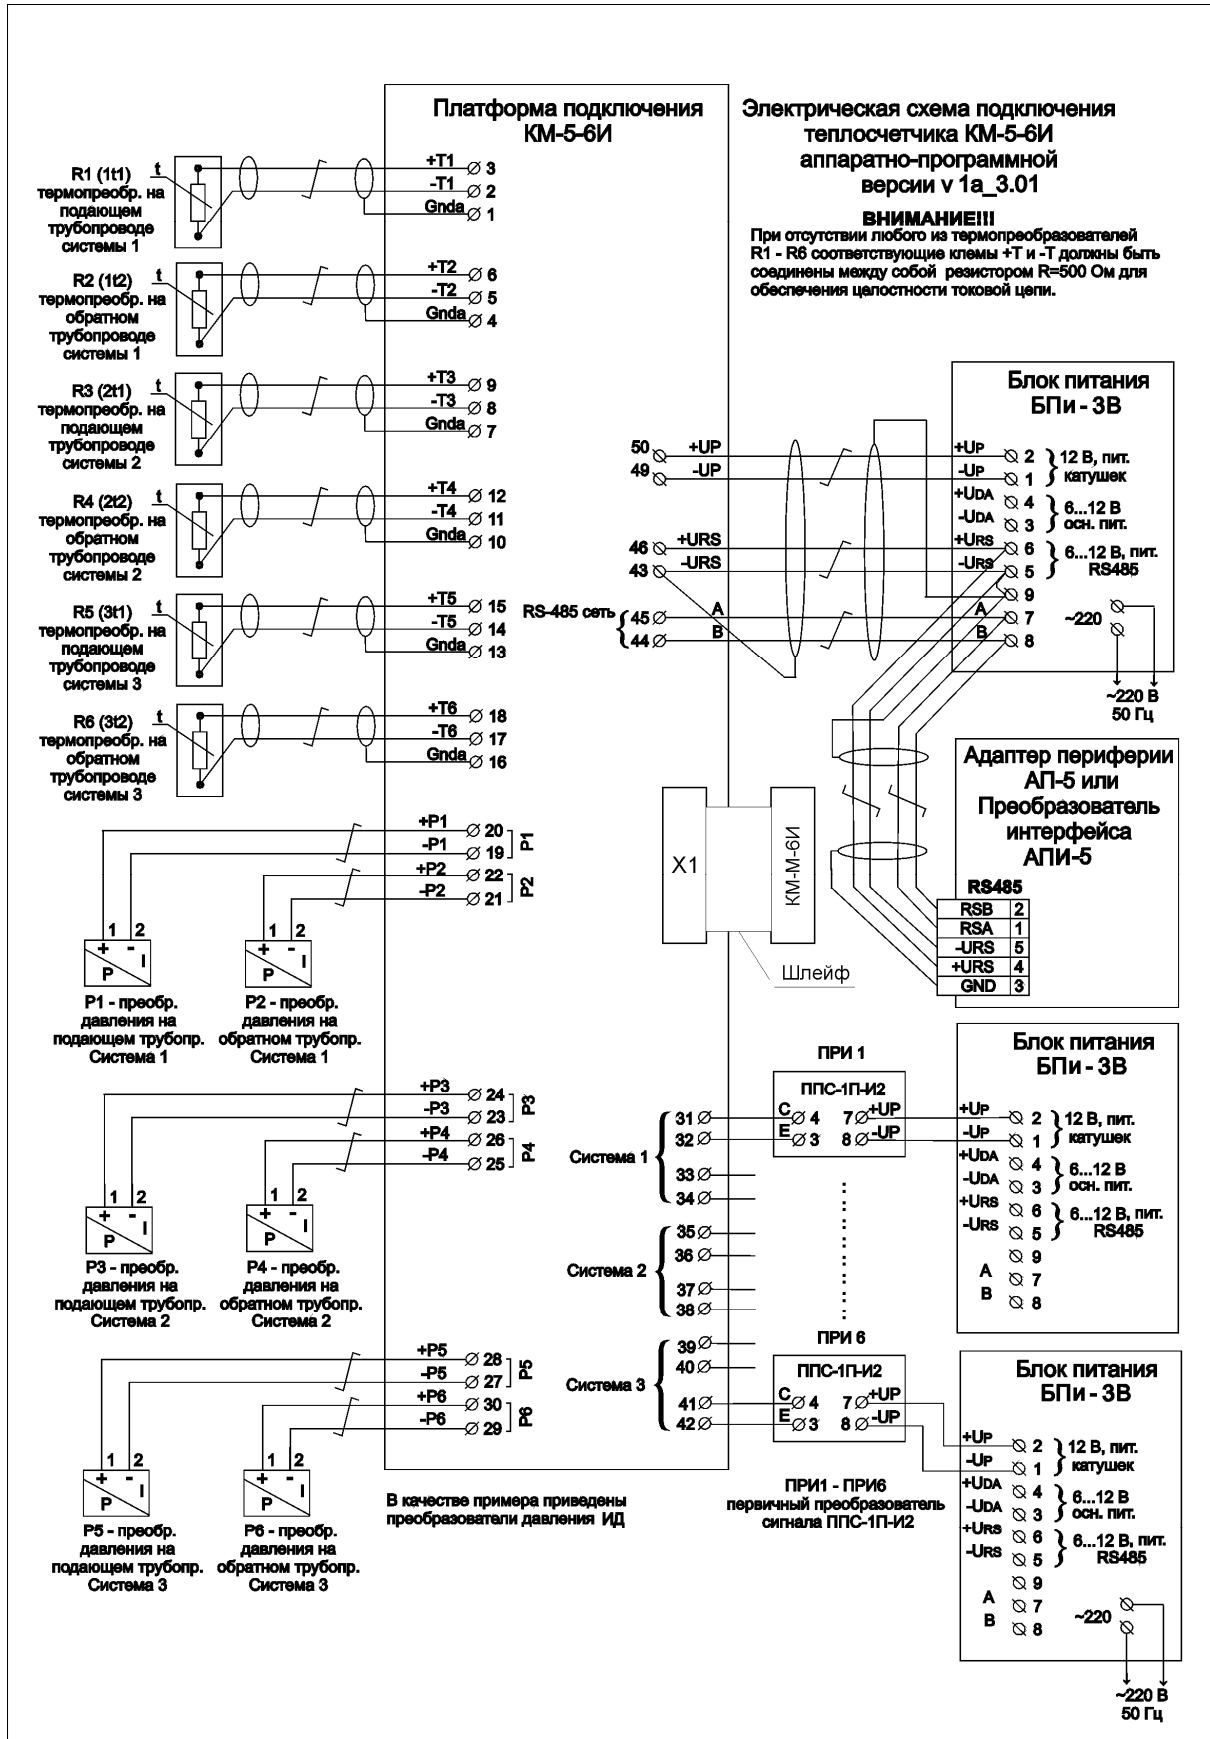 Платформа подключения
КМ-5-6И
Электрическая схема подключения
теплосчетчика КМ-5-6И
аппаратно-программной
версии v 1a_3.01
ВНИМАНИЕ!!!
При отсутствии любого из термопреобразователей
R1 - R6 соответствующие клемы +Т и -Т должны быть
соединены между собой резистором R=500 Ом для
обеспечения целостности токовой цепи.
R1 (1t1)
термопреобр. на
подающем
трубопроводе
системы 1
t
+T1
3
-T1
2
Gnda
1
R2 (1t2)
термопреобр. на
обратном
трубопроводе
системы 1
t
+T2
6
-T2
5
Gnda
4
R3 (2t1)
термопреобр. на
подающем
трубопроводе
системы 2
t
+T3
9
-T3
8
Gnda
7
R4 (2t2)
термопреобр. на
обратном
трубопроводе
системы 2
t
+T4
12
-T4
11
Gnda
10
R5 (3t1)
термопреобр. на
подающем
трубопроводе
системы 3
t
+T5
15
-T5
14
Gnda
13
R6 (3t2)
термопреобр. на
обратном
трубопроводе
системы 3
t
+T6
18
-T6
17
Gnda
16
50
+UP
49
-UP
46
+URS
43
-URS
RS-485 сеть
45
A
44
B
Блок питания
БПи - 3В
+UP
2
-UP
1
12 В, пит.
катушек
+UDA
4
-UDA
3
6...12 В
осн. пит.
+URS
6
-URS
5
6...12 В, пит.
RS485
9
A
7
B
8
~220
~220 В
50 Гц
Адаптер периферии
АП-5 или
Преобразователь
интерфейса
АПИ-5
RS485
RSB 2
RSA 1
-URS 5
+URS 4
GND 3
X1
КМ-М-6И
Шлейф
+P1
20
-P1
19
P1
+P2
22
-P2
21
P2
1 2
+ -
P I
1 2
+ -
P I
P1 - преобр.
давления на
подающем трубопр.
Система 1
P2 - преобр.
давления на
обратном трубопр.
Система 1
+P3
24
-P3
23
P3
+P4
26
-P4
25
P4
1 2
+ -
P I
1 2
+ -
P I
P3 - преобр.
давления на
подающем трубопр.
Система 2
P4 - преобр.
давления на
обратном трубопр.
Система 2
+P5
28
-P5
27
P5
+P6
30
-P6
29
P6
1 2
+ -
P I
1 2
+ -
P I
P5 - преобр.
давления на
подающем трубопр.
Система 3
P6 - преобр.
давления на
обратном трубопр.
Система 3
Система 1
31
32
33
34
Система 2
35
36
37
38
Система 3
39
40
41
42
ПРИ 1
ППС-1П-И2
C 4 7 +UP
E 3 8 -UP
ПРИ 6
ППС-1П-И2
C 4 7 +UP
E 3 8 -UP
ПРИ1 - ПРИ6
первичный преобразователь
сигнала ППС-1П-И2
В качестве примера приведены
преобразователи давления ИД
Блок питания
БПи - 3В
+UP
2
-UP
1
12 В, пит.
катушек
+UDA
4
-UDA
3
6...12 В
осн. пит.
+URS
6
-URS
5
6...12 В, пит.
RS485
9
A
7
B
8
Блок питания
БПи - 3В
+UP
2
-UP
1
12 В, пит.
катушек
+UDA
4
-UDA
3
6...12 В
осн. пит.
+URS
6
-URS
5
6...12 В, пит.
RS485
9
A
7
B
8
~220
~220 В
50 Гц